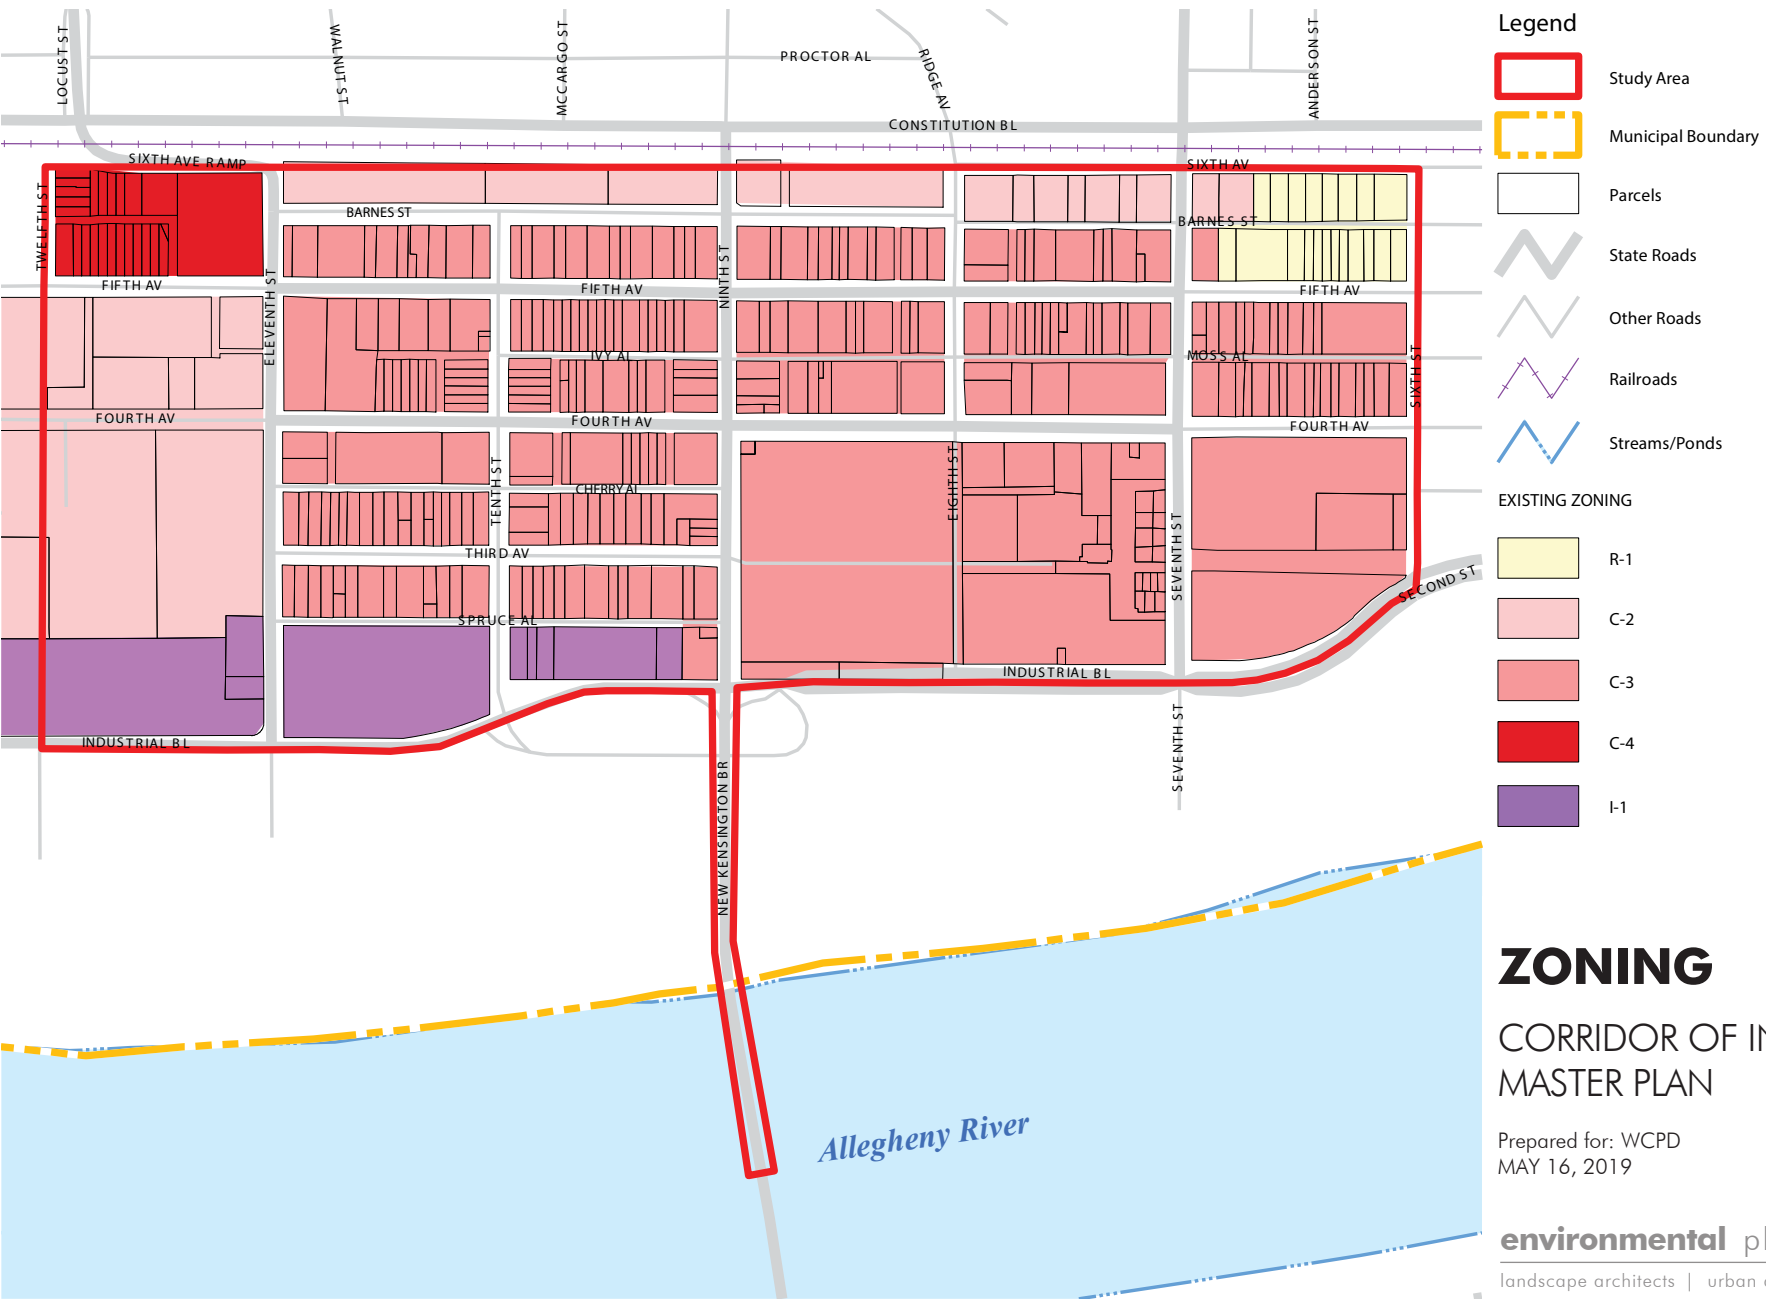 LOCUST ST
WALNUT ST
MCCARGO ST
PROCTOR AL
RIDGE AV
ANDERSON ST
CONSTITUTION BL
SIXTH AVE RAMP
SIXTH AV
TWELFTH ST
BARNES ST
BARNES ST
FIFTH AV
FIFTH AV
FIFTH AV
ELEVENTH ST
NINTH ST
IVY AL
MOSS AL
SIXTH ST
FOURTH AV
FOURTH AV
FOURTH AV
TENTH ST
CHERRY AL
EIGHTH ST
SEVENTH ST
THIRD AV
SECOND ST
SPRUCE AL
INDUSTRIAL BL
INDUSTRIAL BL
SEVENTH ST
NEW KENSINGTON BR
Allegheny River
Legend
Study Area
Municipal Boundary
Parcels
State Roads
Other Roads
Railroads
Streams/Ponds
EXISTING ZONING
R-1
C-2
C-3
C-4
I-1
ZONING
CORRIDOR OF IN
MASTER PLAN
Prepared for: WCPD
MAY 16, 2019
environmental pl
landscape architects | urban